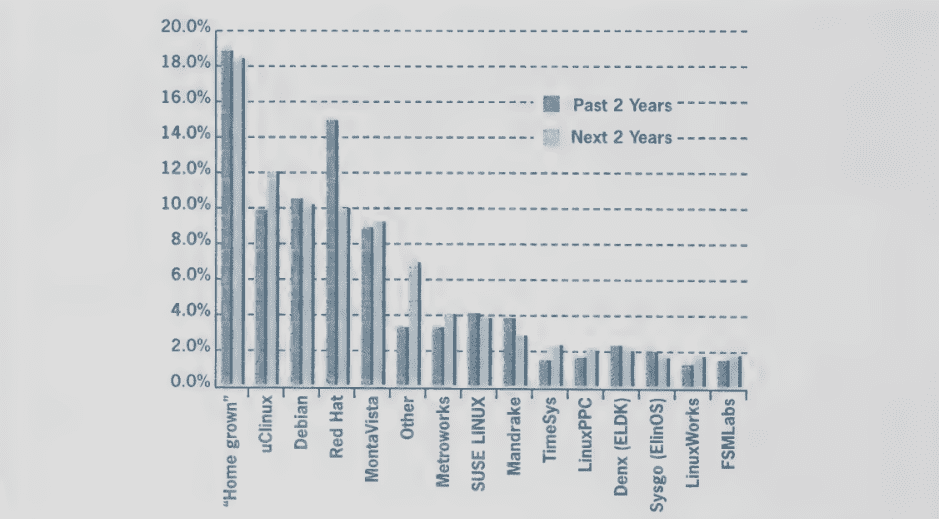 20.0%
18.0%
16.0%
14.0%
12.0%
10.0%
8.0%
6.0%
4.0%
2.0%
0.0%
Past 2 Years
Next 2 Years
“Home grown”
uClinux
Debian
Red Hat
MontaVista
Other
Metroworks
SUSE LINUX
Mandrake
TimeSys
LinuxPPC
Denx (ELDK)
Sysgo (ElinOS)
LinuxWorks
FSMLabs